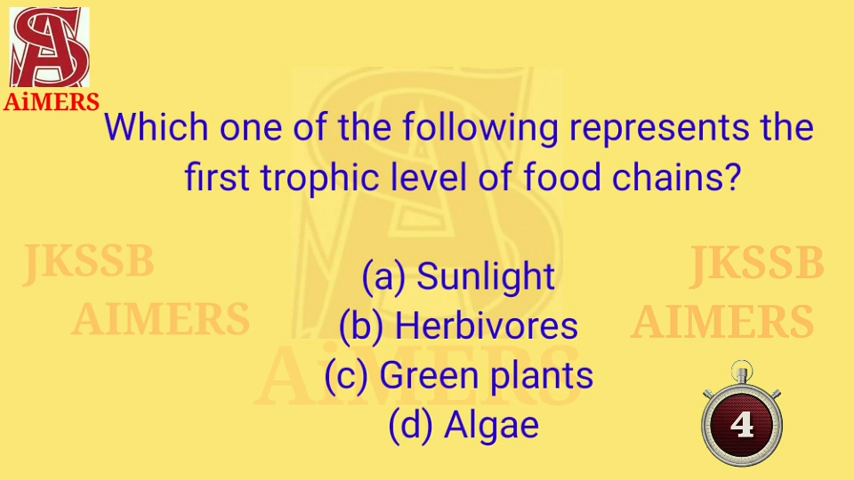 AiMERS
Which one of the following represents the
first trophic level of food chains?
JKSSB
AIMERS
JKSSB
AIMERS
(a) Sunlight
(b) Herbivores
(c) Green plants
(d) Algae
AiMERS
4